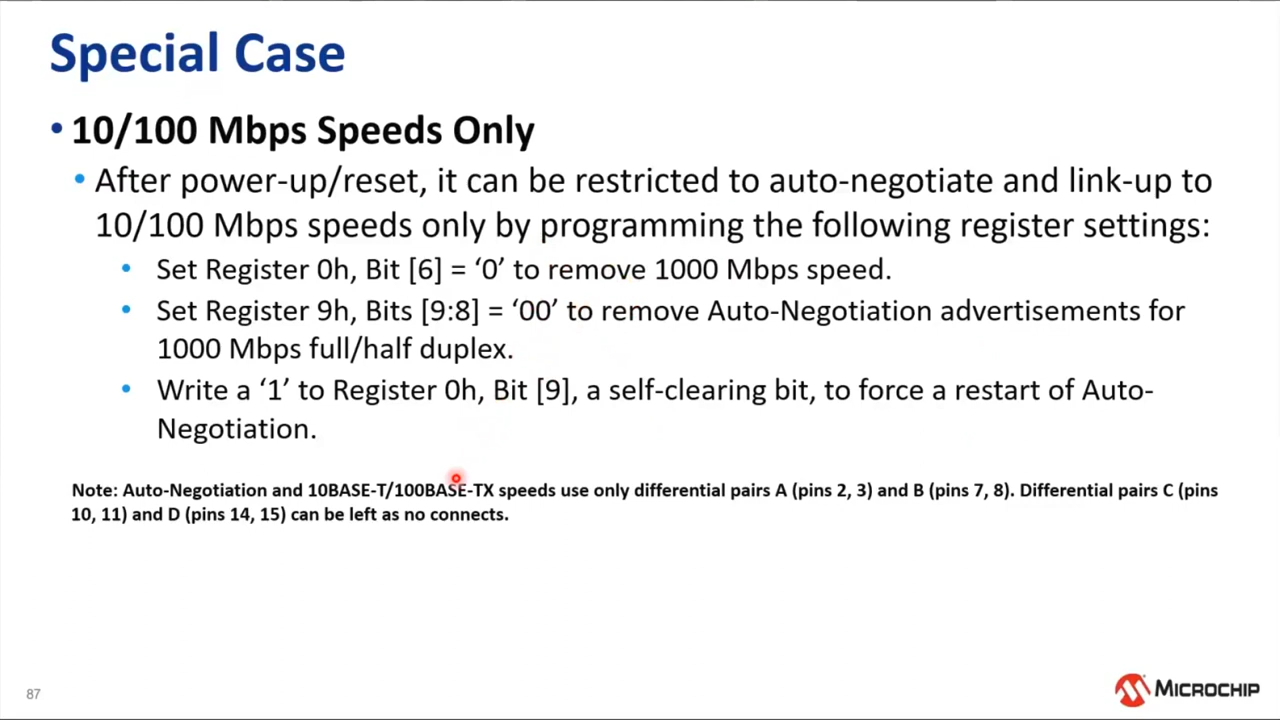 Special Case
• 10/100 Mbps Speeds Only
• After power-up/reset, it can be restricted to auto-negotiate and link-up to
10/100 Mbps speeds only by programming the following register settings:
• Set Register 0h, Bit [6] = ‘0’ to remove 1000 Mbps speed.
• Set Register 9h, Bits [9:8] = ‘00’ to remove Auto-Negotiation advertisements for
1000 Mbps full/half duplex.
• Write a ‘1’ to Register 0h, Bit [9], a self-clearing bit, to force a restart of Auto-
Negotiation.
Note: Auto-Negotiation and 10BASE-T/100BASE-TX speeds use only differential pairs A (pins 2, 3) and B (pins 7, 8). Differential pairs C (pins
10, 11) and D (pins 14, 15) can be left as no connects.
87
MICROCHIP